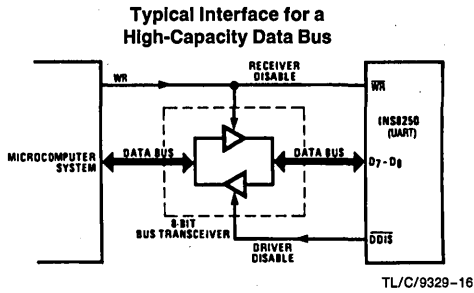 Typical Interface for a
High-Capacity Data Bus
WR
RECEIVER
DISABLE
WR
INS8250
(UART)
MICROCOMPUTER
SYSTEM
DATA BUS
DATA BUS
D7 - D0
8-BIT
BUS TRANSCEIVER
DRIVER
DISABLE
DDIS
TL/C/9329-16